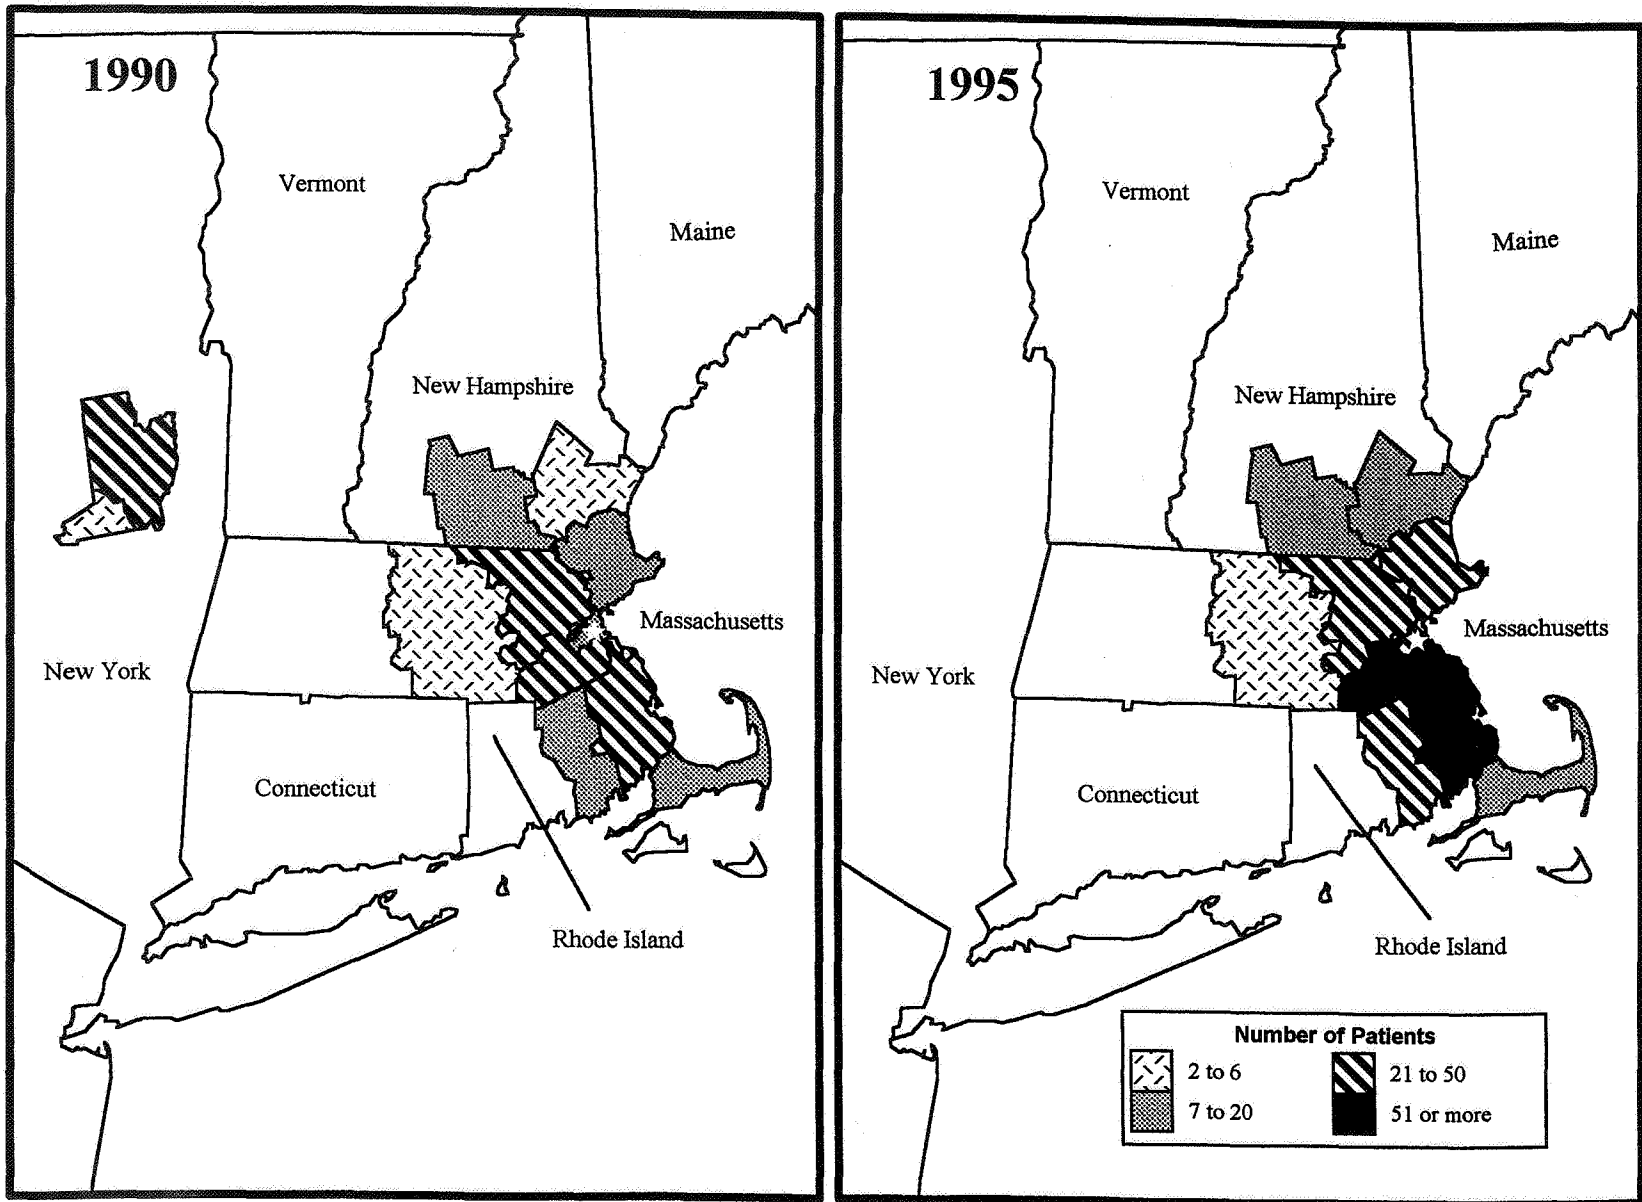 1990
Vermont
Maine
New Hampshire
Massachusetts
New York
Connecticut
Rhode Island
1995
Vermont
Maine
New Hampshire
Massachusetts
New York
Connecticut
Rhode Island
Number of Patients
2 to 6
21 to 50
7 to 20
51 or more